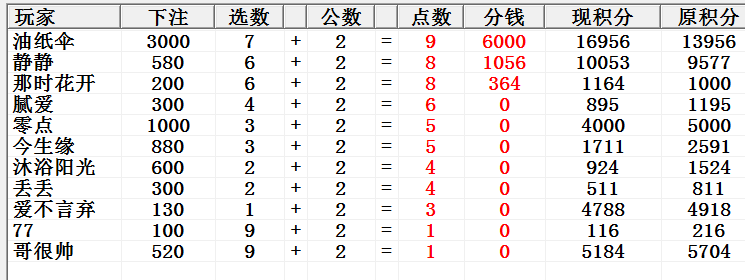 玩家 下注 选数 + 公数 = 点数 分钱 现积分 原积分
油纸伞 3000 7 + 2 = 9 6000 16956 13956
静静 580 6 + 2 = 8 1056 10053 9577
那时花开 200 6 + 2 = 8 364 1164 1000
腻爱 300 4 + 2 = 6 0 895 1195
零点 1000 3 + 2 = 5 0 4000 5000
今生缘 880 3 + 2 = 5 0 1711 2591
沐浴阳光 600 2 + 2 = 4 0 924 1524
丢丢 300 2 + 2 = 4 0 511 811
爱不言弃 130 1 + 2 = 3 0 4788 4918
77 100 9 + 2 = 1 0 116 216
哥很帅 520 9 + 2 = 1 0 5184 5704